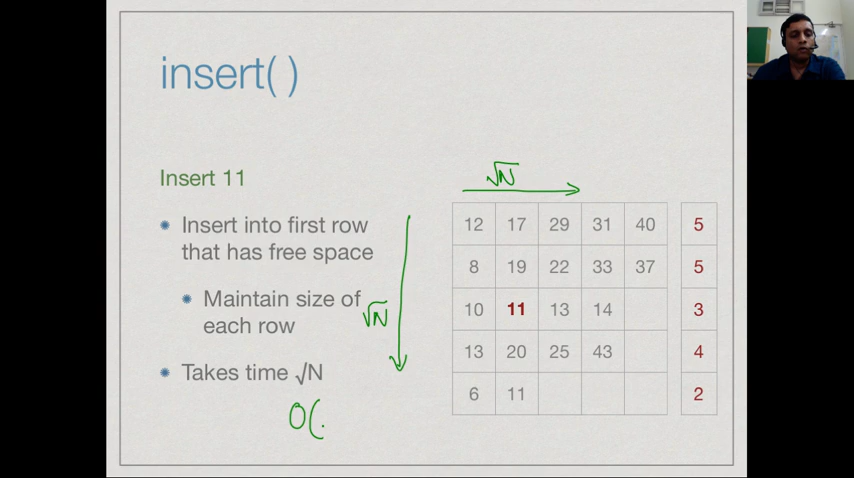 insert( )
Insert 11
Insert into first row
that has free space
Maintain size of
each row
Takes time √N
O(.
√N
√N
12 17 29 31 40 5
8 19 22 33 37 5
10 11 13 14 3
13 20 25 43 4
6 11 2